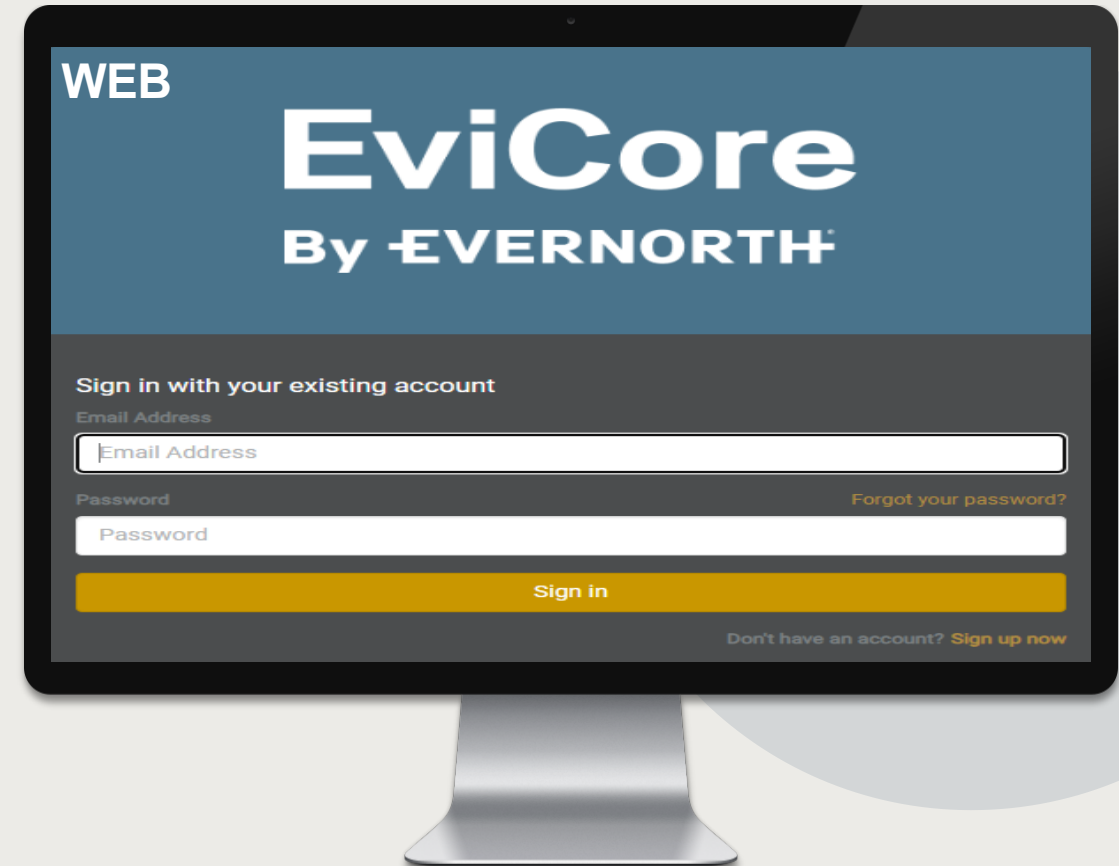 WEB
EviCore
By EVERNORTH®
Sign in with your existing account
Email Address
Email Address
Password Forgot your password?
Password
Sign in
Don't have an account? Sign up now